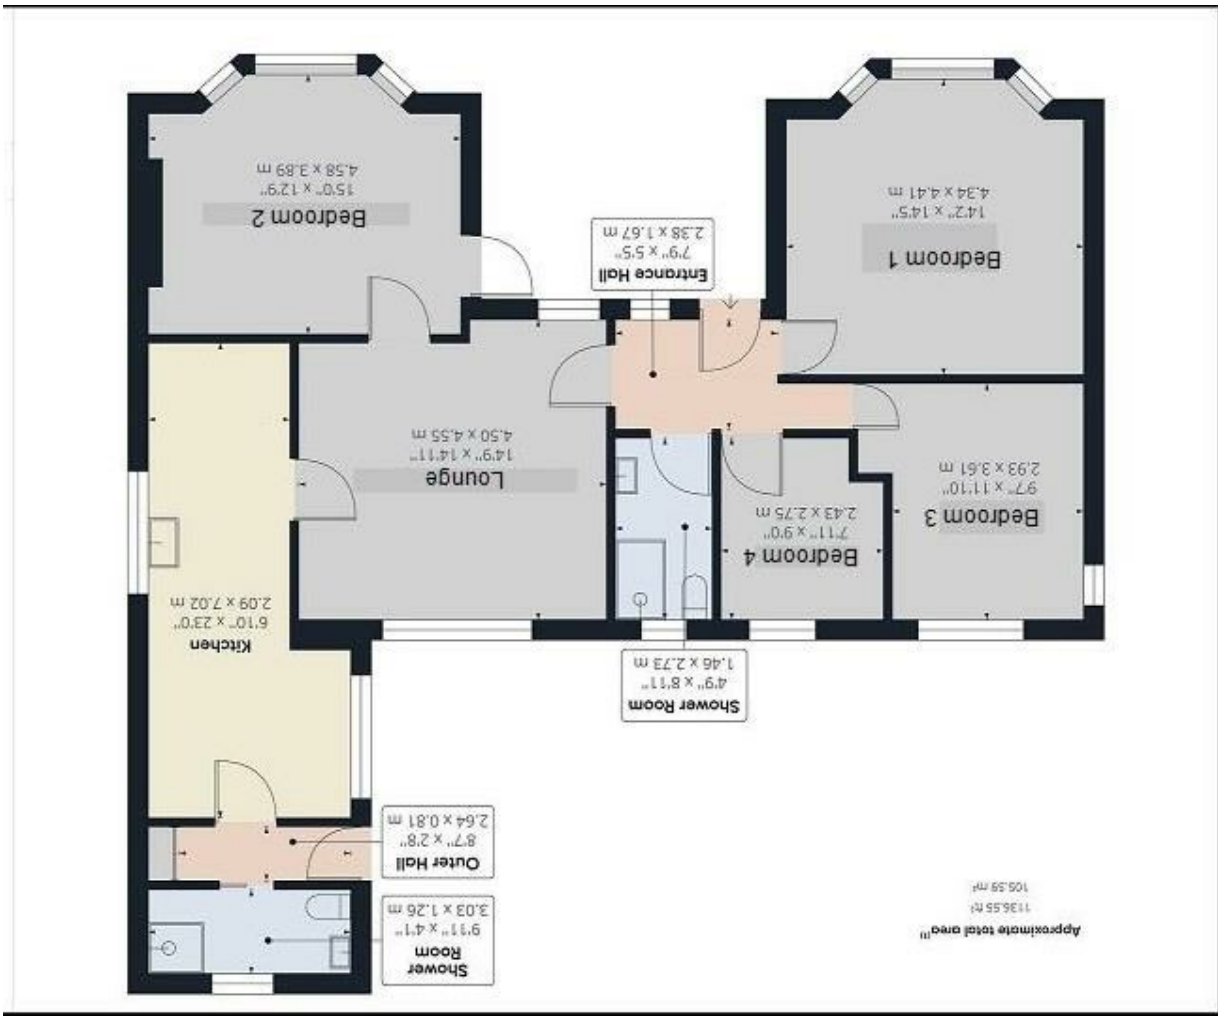 Approximate total area⁽¹⁾
1136.55 ft²
105.59 m²
Shower
Room
9'11" x 4'1"
3.03 x 1.26 m
Outer Hall
8'7" x 2'8"
2.64 x 0.81 m
Shower Room
4'9" x 8'11"
1.46 x 2.73 m
Kitchen
6'10" x 23'0"
2.09 x 7.02 m
Bedroom 4
7'11" x 9'0"
2.43 x 2.75 m
Bedroom 3
9'7" x 11'10"
2.93 x 3.61 m
Lounge
14'9" x 14'11"
4.50 x 4.55 m
Entrance Hall
7'9" x 5'5"
2.38 x 1.67 m
Bedroom 1
14'2" x 14'5"
4.34 x 4.41 m
Bedroom 2
15'0" x 12'9"
4.58 x 3.89 m